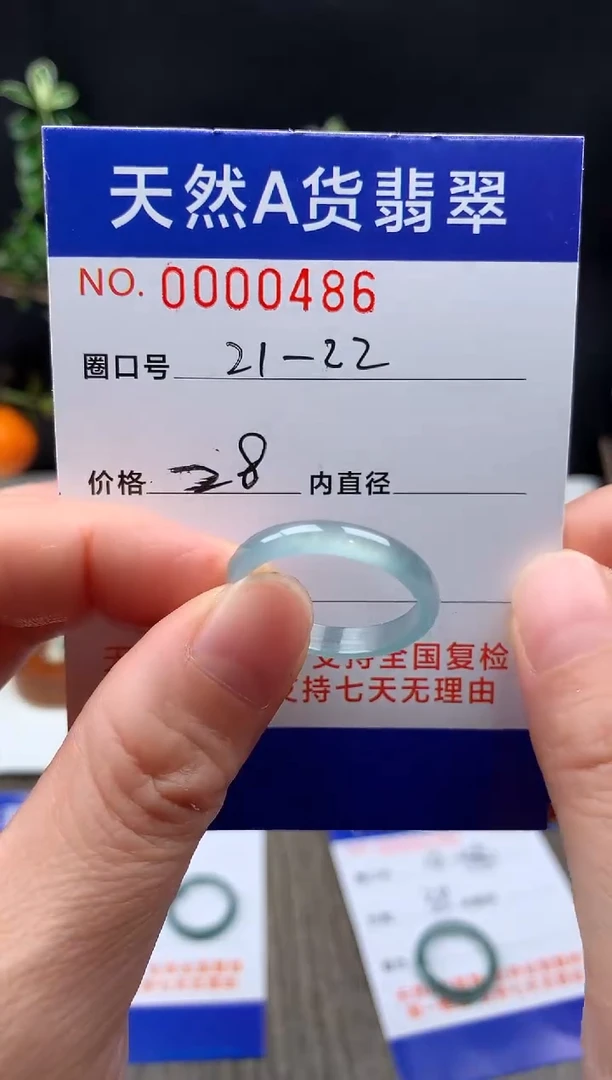 天然A货翡翠
NO. 0000486
圈口号 21-22
价格 28 内直径
支持全国复检
支持七天无理由